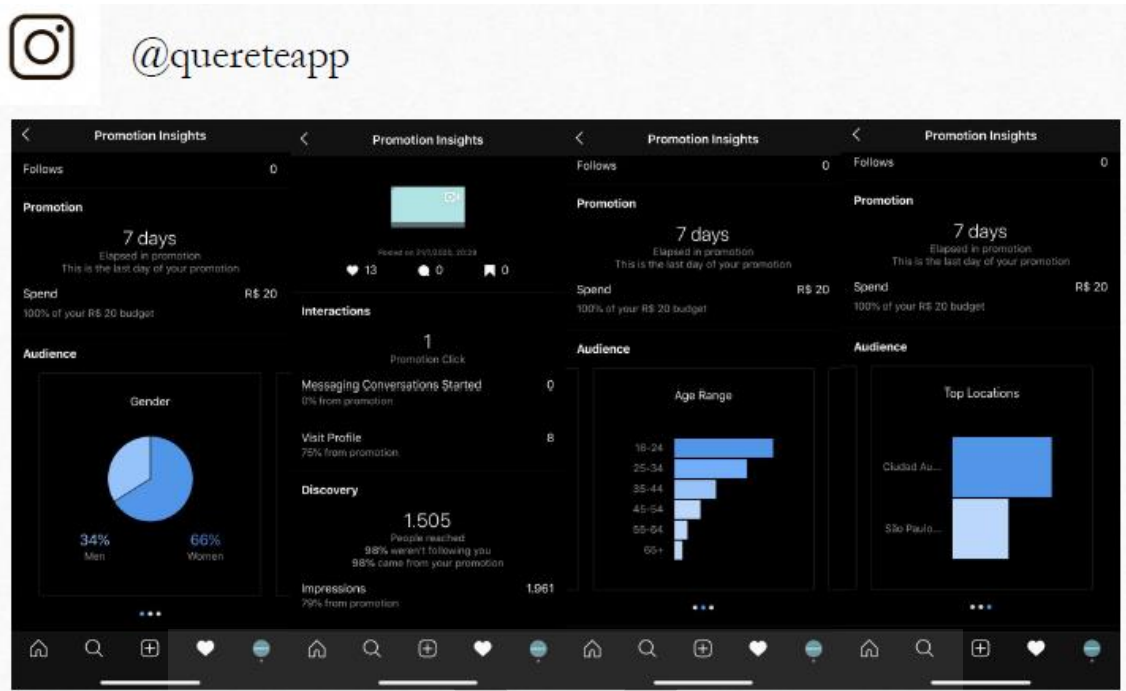 @quereteapp
Promotion Insights
Follows 0
Promotion
7 days
Elapsed in promotion
This is the last day of your promotion
Spend R$ 20
100% of your R$ 20 budget
Audience
Gender
34% Men
66% Women
Promotion Insights
Posted on
13 0 0
Interactions
1
Promotion Click
Messaging Conversations Started 0
0% from promotion
Visit Profile 8
75% from promotion
Discovery
1.505
People reached
98% weren't following you
98% came from your promotion
Impressions 1.961
79% from promotion
Promotion Insights
Follows 0
Promotion
7 days
Elapsed in promotion
This is the last day of your promotion
Spend R$ 20
100% of your R$ 20 budget
Audience
Age Range
18-24
25-34
35-44
45-54
55-64
65+
Promotion Insights
Follows 0
Promotion
7 days
Elapsed in promotion
This is the last day of your promotion
Spend R$ 20
100% of your R$ 20 budget
Audience
Top Locations
Ciudad Au...
São Paulo...